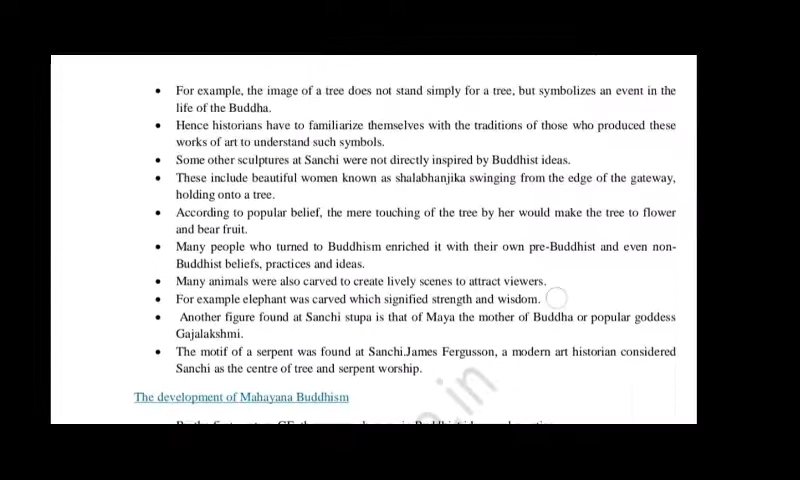 • For example, the image of a tree does not stand simply for a tree, but symbolizes an event in the
life of the Buddha.
• Hence historians have to familiarize themselves with the traditions of those who produced these
works of art to understand such symbols.
• Some other sculptures at Sanchi were not directly inspired by Buddhist ideas.
• These include beautiful women known as shalabhanjika swinging from the edge of the gateway,
holding onto a tree.
• According to popular belief, the mere touching of the tree by her would make the tree to flower
and bear fruit.
• Many people who turned to Buddhism enriched it with their own pre-Buddhist and even non-
Buddhist beliefs, practices and ideas.
• Many animals were also carved to create lively scenes to attract viewers.
• For example elephant was carved which signified strength and wisdom.
• Another figure found at Sanchi stupa is that of Maya the mother of Buddha or popular goddess
Gajalakshmi.
• The motif of a serpent was found at Sanchi.James Fergusson, a modern art historian considered
Sanchi as the centre of tree and serpent worship.
The development of Mahayana Buddhism
.in